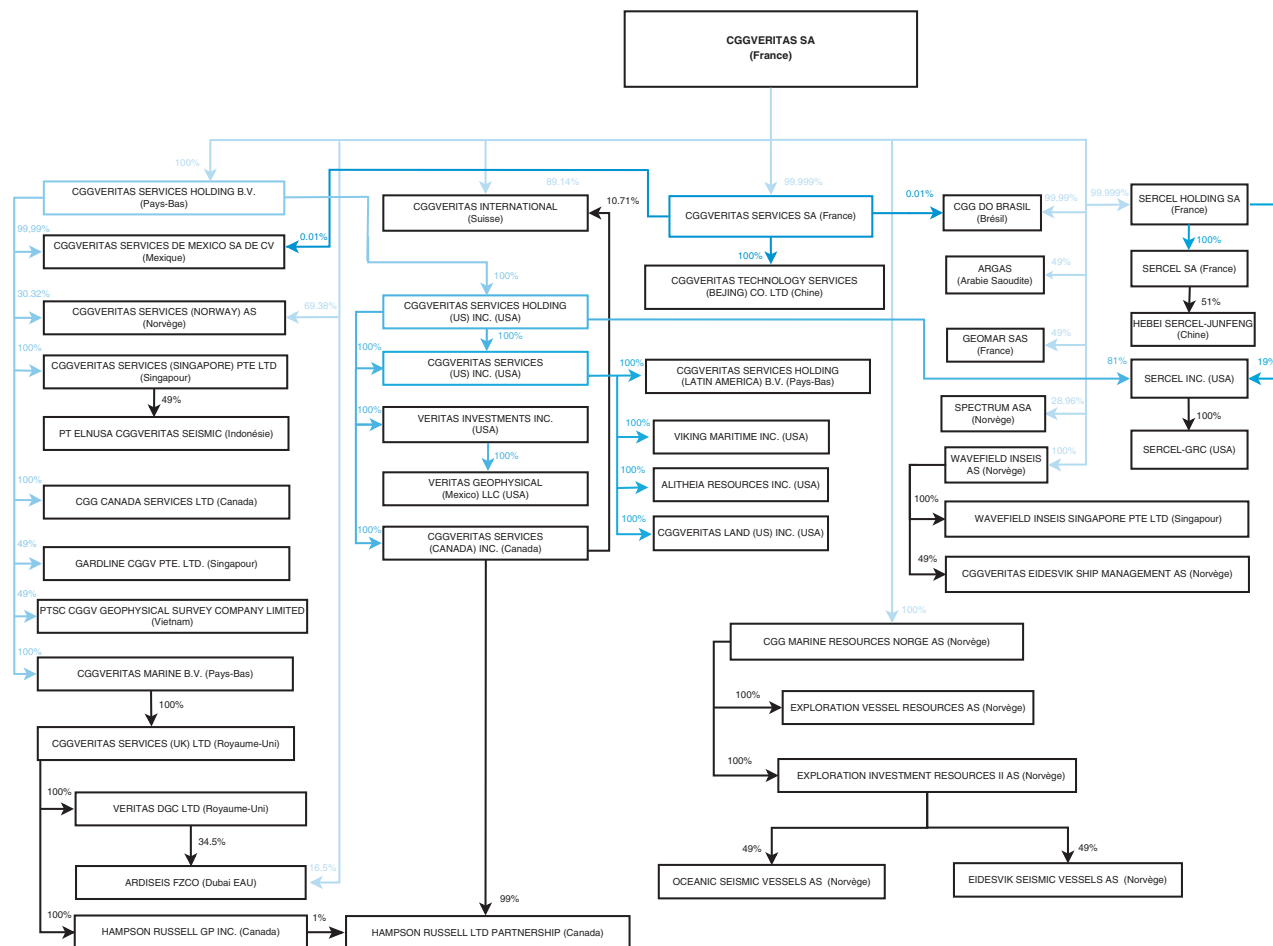 CGGVERITAS SA
(France)
100%
89.14%
99.999%
CGGVERITAS SERVICES HOLDING B.V.
(Pays-Bas)
CGGVERITAS INTERNATIONAL
(Suisse)
10.71%
CGGVERITAS SERVICES SA (France)
0.01%
CGG DO BRASIL
(Brésil)
99.99%
99.999%
SERCEL HOLDING SA
(France)
99,99%
CGGVERITAS SERVICES DE MEXICO SA DE CV
(Mexique)
0.01%
100%
100%
CGGVERITAS TECHNOLOGY SERVICES
(BEJING) CO. LTD (Chine)
ARGAS
(Arabie Saoudite)
49%
100%
SERCEL SA (France)
30.32%
CGGVERITAS SERVICES (NORWAY) AS
(Norvège)
69.38%
CGGVERITAS SERVICES HOLDING
(US) INC. (USA)
51%
HEBEI SERCEL-JUNFENG
(Chine)
GEOMAR SAS
(France)
49%
100%
100%
CGGVERITAS SERVICES (SINGAPORE) PTE LTD
(Singapour)
100%
CGGVERITAS SERVICES
(US) INC. (USA)
100%
CGGVERITAS SERVICES HOLDING
(LATIN AMERICA) B.V. (Pays-Bas)
81%
SERCEL INC. (USA)
19%
49%
SPECTRUM ASA
(Norvège)
28.96%
100%
PT ELNUSA CGGVERITAS SEISMIC (Indonésie)
100%
VERITAS INVESTMENTS INC.
(USA)
100%
VIKING MARITIME INC. (USA)
SERCEL-GRC (USA)
WAVEFIELD INSEIS
AS (Norvège)
100%
100%
100%
CGG CANADA SERVICES LTD (Canada)
VERITAS GEOPHYSICAL
(Mexico) LLC (USA)
100%
ALITHEIA RESOURCES INC. (USA)
100%
WAVEFIELD INSEIS SINGAPORE PTE LTD (Singapour)
100%
CGGVERITAS SERVICES
(CANADA) INC. (Canada)
100%
CGGVERITAS LAND (US) INC. (USA)
49%
GARDLINE CGGV PTE. LTD. (Singapour)
49%
CGGVERITAS EIDESVIK SHIP MANAGEMENT AS (Norvège)
49%
PTSC CGGV GEOPHYSICAL SURVEY COMPANY LIMITED
(Vietnam)
100%
CGG MARINE RESOURCES NORGE AS (Norvège)
100%
CGGVERITAS MARINE B.V. (Pays-Bas)
100%
100%
EXPLORATION VESSEL RESOURCES AS (Norvège)
CGGVERITAS SERVICES (UK) LTD (Royaume-Uni)
100%
EXPLORATION INVESTMENT RESOURCES II AS (Norvège)
100%
VERITAS DGC LTD (Royaume-Uni)
34.5%
49%
49%
16.5%
ARDISEIS FZCO (Dubai EAU)
OCEANIC SEISMIC VESSELS AS (Norvège)
EIDESVIK SEISMIC VESSELS AS (Norvège)
99%
100%
HAMPSON RUSSELL GP INC. (Canada)
1%
HAMPSON RUSSELL LTD PARTNERSHIP (Canada)